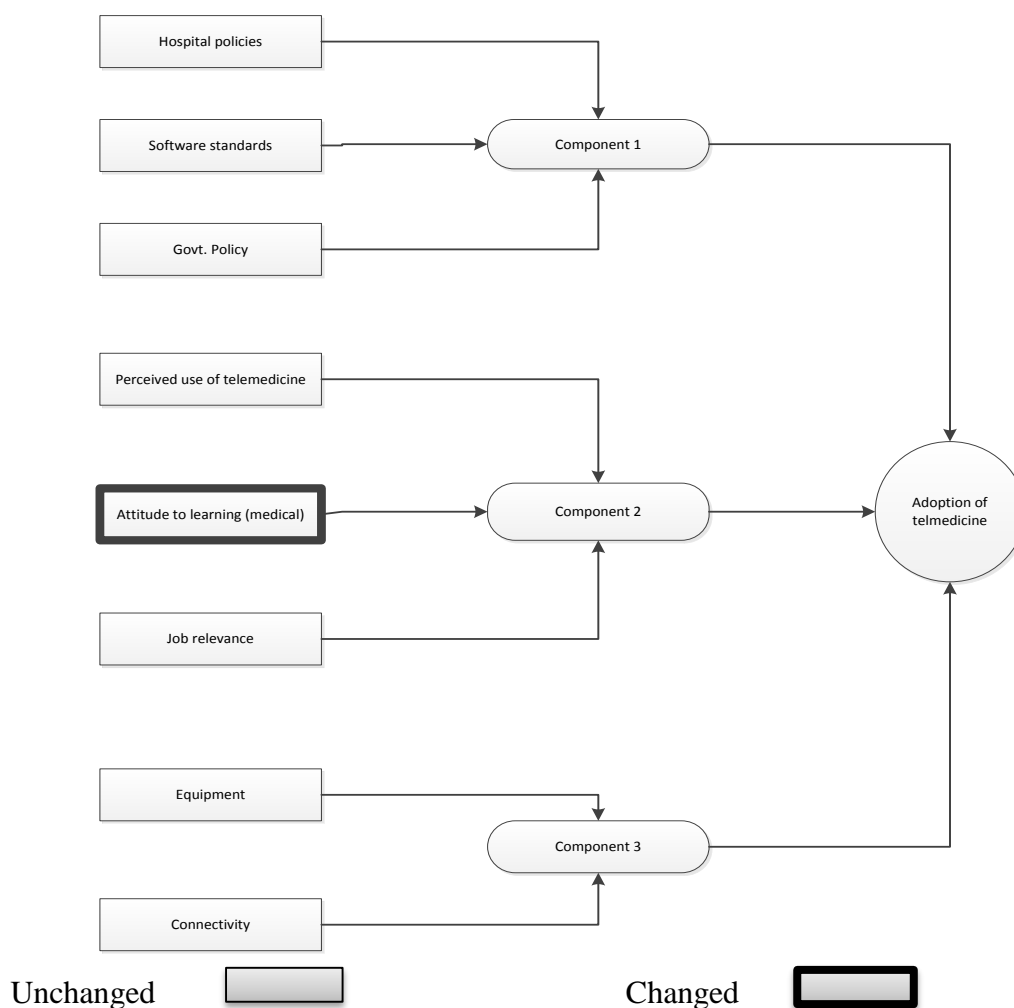 Hospital policies
Software standards
Component 1
Govt. Policy
Perceived use of telemedicine
Attitude to learning (medical)
Component 2
Adoption of
telmedicine
Job relevance
Equipment
Component 3
Connectivity
Unchanged
Changed